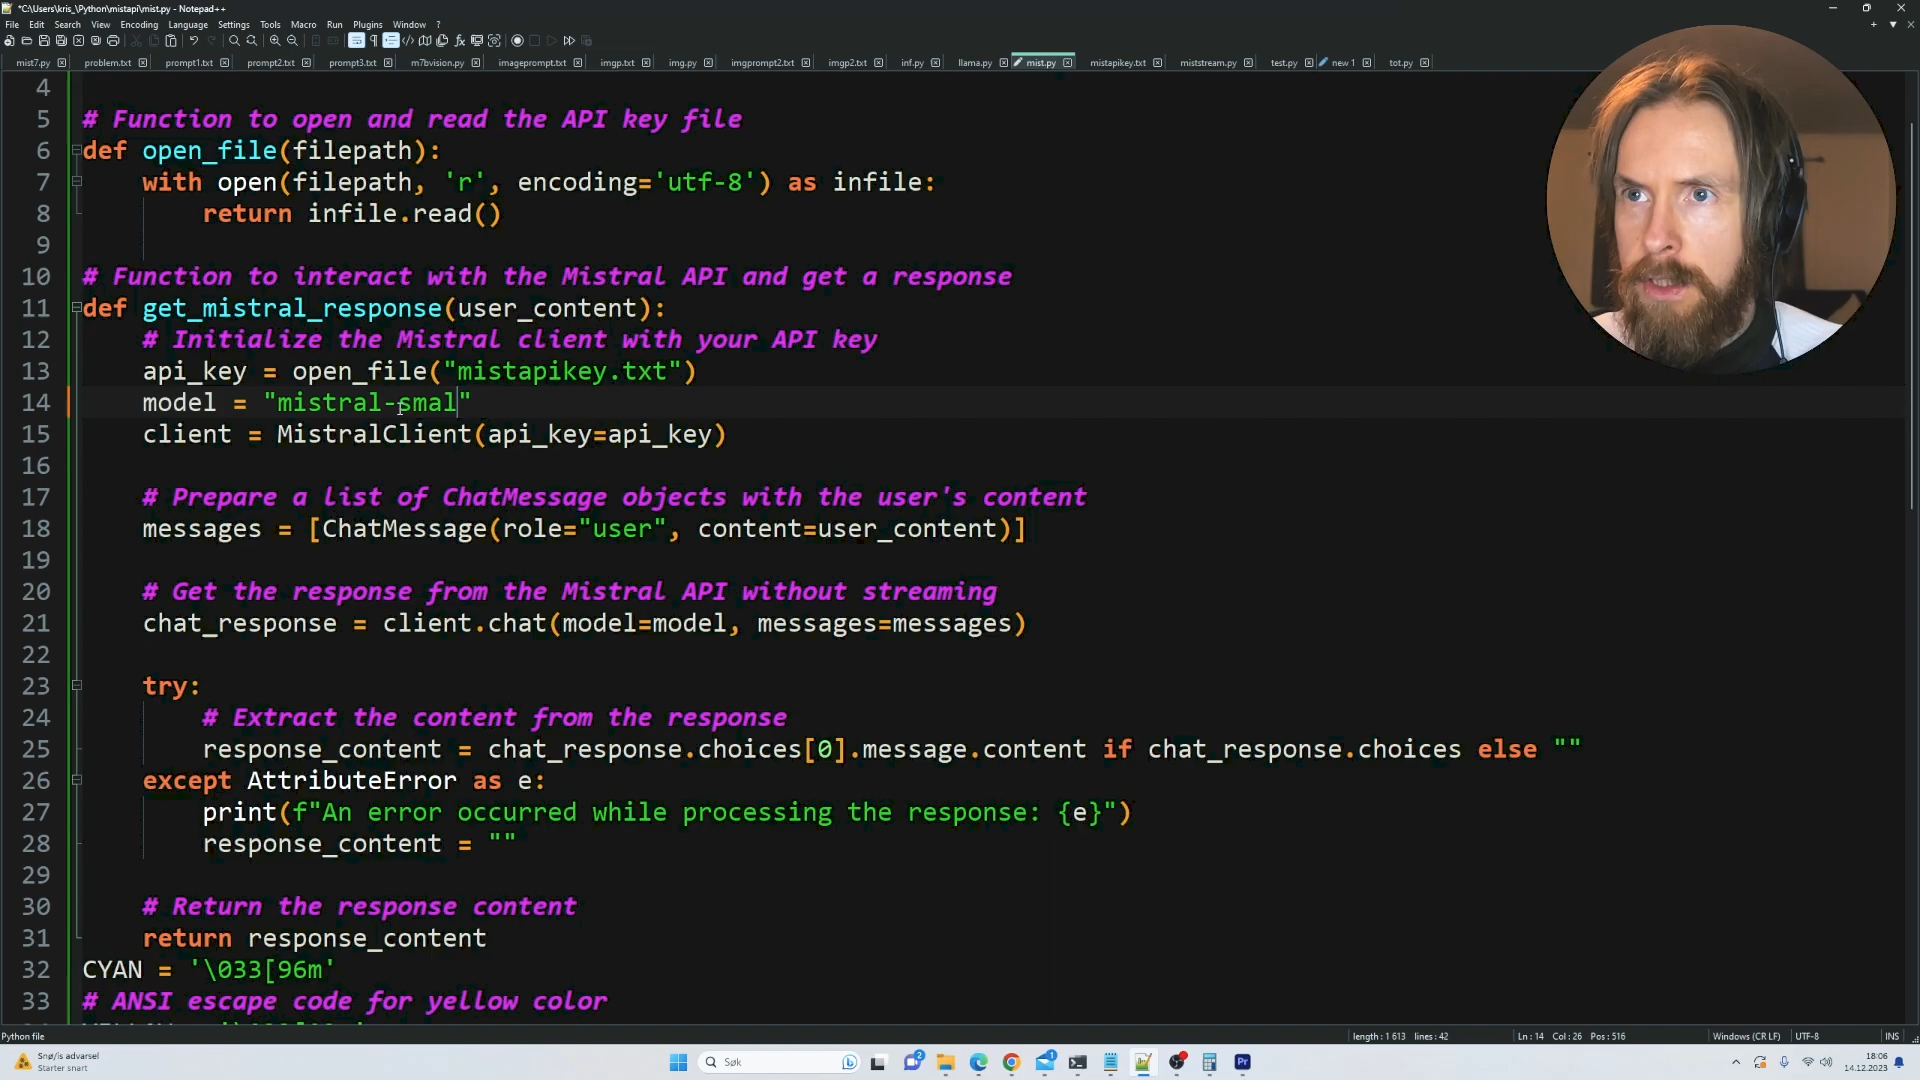 *C:\Users\kris_\Python\mistapi\mist.py - Notepad++
File Edit Search View Encoding Language Settings Tools Macro Run Plugins Window ?
mist7.py problem.txt prompt1.txt prompt2.txt prompt3.txt m7bvision.py imageprompt.txt imgp.txt img.py imgprompt2.txt imgp2.txt inf.py llama.py mist.py mistapikey.txt miststream.py test.py new 1 tot.py
4
5 # Function to open and read the API key file
6 def open_file(filepath):
7 with open(filepath, 'r', encoding='utf-8') as infile:
8 return infile.read()
9
10 # Function to interact with the Mistral API and get a response
11 def get_mistral_response(user_content):
12 # Initialize the Mistral client with your API key
13 api_key = open_file("mistapikey.txt")
14 model = "mistral-smal"
15 client = MistralClient(api_key=api_key)
16
17 # Prepare a list of ChatMessage objects with the user's content
18 messages = [ChatMessage(role="user", content=user_content)]
19
20 # Get the response from the Mistral API without streaming
21 chat_response = client.chat(model=model, messages=messages)
22
23 try:
24 # Extract the content from the response
25 response_content = chat_response.choices[0].message.content if chat_response.choices else ""
26 except AttributeError as e:
27 print(f"An error occurred while processing the response: {e}")
28 response_content = ""
29
30 # Return the response content
31 return response_content
32 CYAN = '\033[96m'
33 # ANSI escape code for yellow color
Python file length : 1 613 lines : 42 Ln : 14 Col : 26 Pos : 516 Windows (CR LF) UTF-8 INS
Snø/is advarsel
Starter snart
Søk
2
1
18:06
14.12.2023